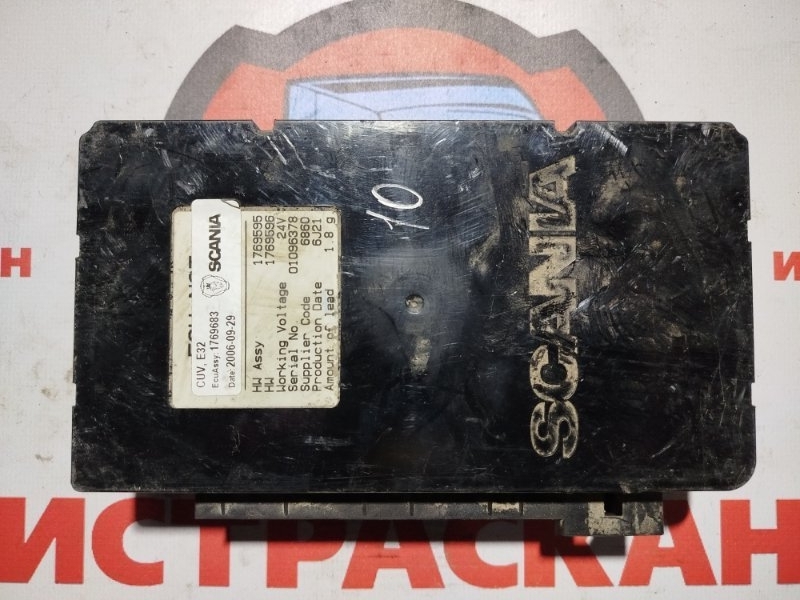 SCANIA
10
HW Assy 1769595
HW 1769596
Working Voltage 24V
Serial No. 01096378
Supplier Code 6860
Production Date 6J21
Amount of lead 1.8 g
SCANIA
CUV, E32
EcuAssy: 1769683
Date: 2006-09-29
ИСТРАСКАН